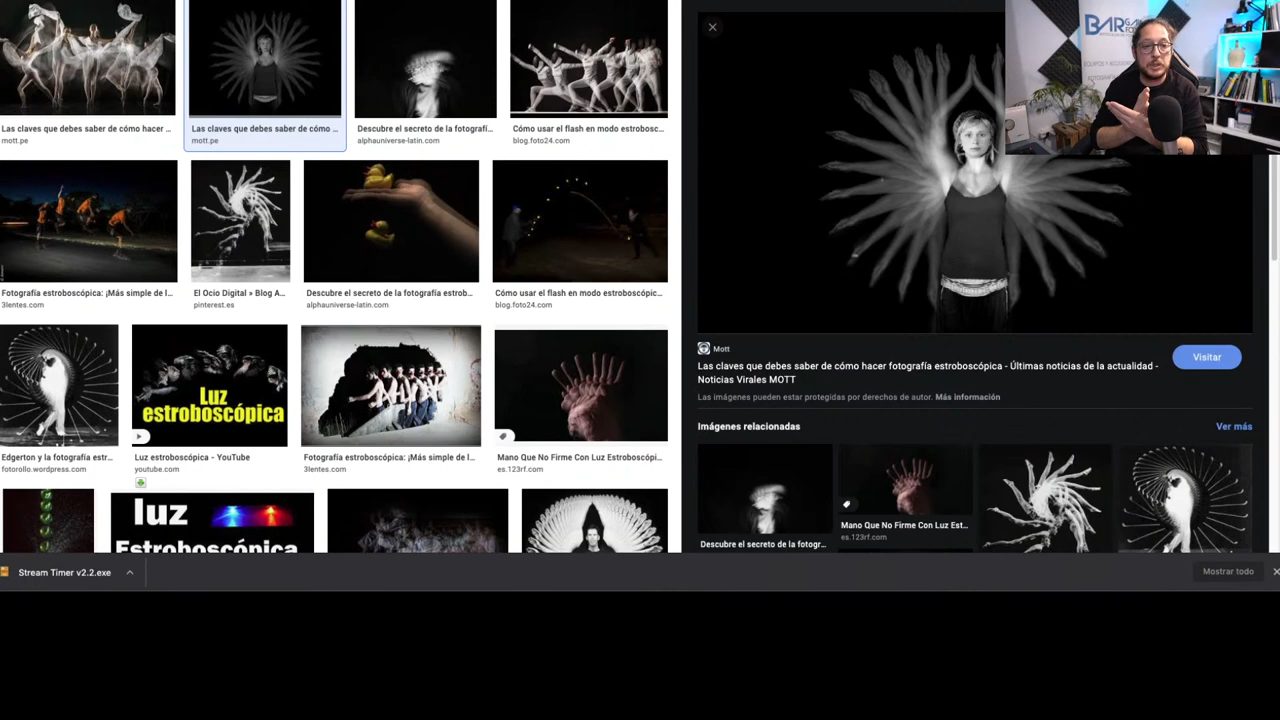 Las claves que debes saber de cómo hacer ...
mott.pe
Las claves que debes saber de cómo ...
mott.pe
Descubre el secreto de la fotografí...
alphauniverse-latin.com
Cómo usar el flash en modo estrobosc...
blog.foto24.com
Fotografía estroboscópica: ¡Más simple de l...
3lentes.com
El Ocio Digital » Blog A...
pinterest.es
Descubre el secreto de la fotografía estrob...
alphauniverse-latin.com
Cómo usar el flash en modo estroboscópic...
blog.foto24.com
Luz
estroboscópica
Edgerton y la fotografía estr...
fotorollo.wordpress.com
Luz estroboscópica - YouTube
youtube.com
Fotografía estroboscópica: ¡Más simple de l...
3lentes.com
Mano Que No Firme Con Luz Estroboscópi...
es.123rf.com
luz
Estroboscópica
BAR
Mott
Visitar
Las claves que debes saber de cómo hacer fotografía estroboscópica - Últimas noticias de la actualidad -
Noticias Virales MOTT
Las imágenes pueden estar protegidas por derechos de autor. Más información
Imágenes relacionadas
Ver más
Mano Que No Firme Con Luz Est...
es.123rf.com
Descubre el secreto de la fotogr...
Stream Timer v2.2.exe
Mostrar todo